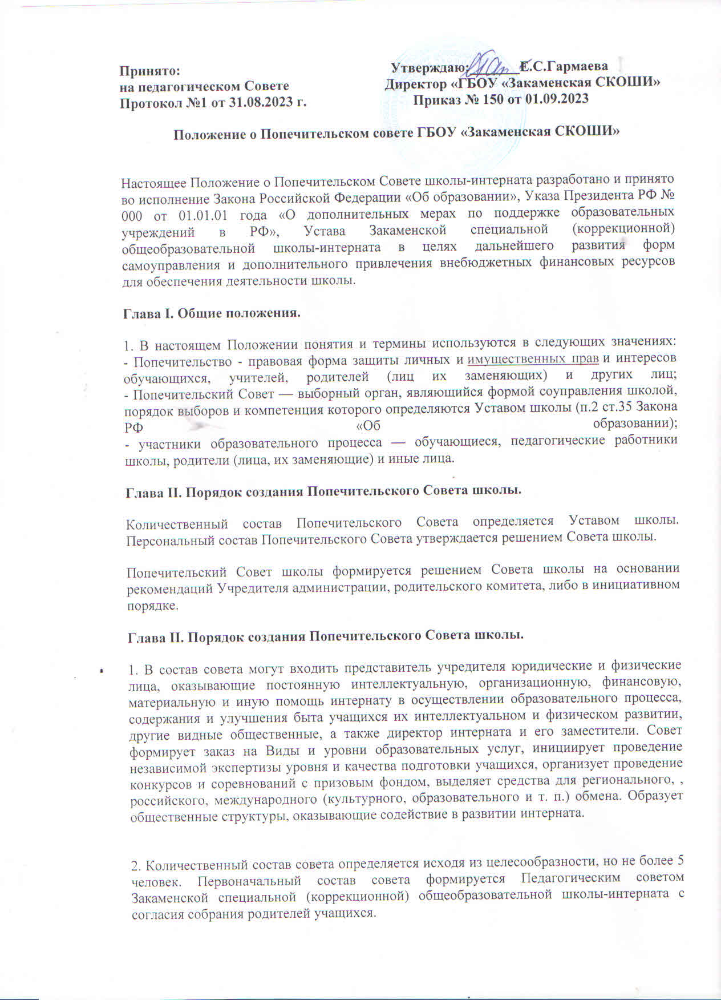 Принято:
на педагогическом Совете
Протокол №1 от 31.08.2023 г.
Утверждаю:_______Е.С.Гармаева
Директор «ГБОУ «Закаменская СКОШИ»
Приказ № 150 от 01.09.2023
Положение о Попечительском совете ГБОУ «Закаменская СКОШИ»
Настоящее Положение о Попечительском Совете школы-интерната разработано и принято
во исполнение Закона Российской Федерации «Об образовании», Указа Президента РФ №
000 от 01.01.01 года «О дополнительных мерах по поддержке образовательных
учреждений в РФ», Устава Закаменской специальной (коррекционной)
общеобразовательной школы-интерната в целях дальнейшего развития форм
самоуправления и дополнительного привлечения внебюджетных финансовых ресурсов
для обеспечения деятельности школы.
Глава I. Общие положения.
1. В настоящем Положении понятия и термины используются в следующих значениях:
- Попечительство - правовая форма защиты личных и имущественных прав и интересов
обучающихся, учителей, родителей (лиц их заменяющих) и других лиц;
- Попечительский Совет — выборный орган, являющийся формой соуправления школой,
порядок выборов и компетенция которого определяются Уставом школы (п.2 ст.35 Закона
РФ «Об образовании);
- участники образовательного процесса — обучающиеся, педагогические работники
школы, родители (лица, их заменяющие) и иные лица.
Глава II. Порядок создания Попечительского Совета школы.
Количественный состав Попечительского Совета определяется Уставом школы.
Персональный состав Попечительского Совета утверждается решением Совета школы.
Попечительский Совет школы формируется решением Совета школы на основании
рекомендаций Учредителя администрации, родительского комитета, либо в инициативном
порядке.
Глава II. Порядок создания Попечительского Совета школы.
1. В состав совета могут входить представитель учредителя юридические и физические
лица, оказывающие постоянную интеллектуальную, организационную, финансовую,
материальную и иную помощь интернату в осуществлении образовательного процесса,
содержания и улучшения быта учащихся их интеллектуальном и физическом развитии,
другие видные общественные, а также директор интерната и его заместители. Совет
формирует заказ на Виды и уровни образовательных услуг, инициирует проведение
независимой экспертизы уровня и качества подготовки учащихся, организует проведение
конкурсов и соревнований с призовым фондом, выделяет средства для регионального, ,
российского, международного (культурного, образовательного и т. п.) обмена. Образует
общественные структуры, оказывающие содействие в развитии интерната.
2. Количественный состав совета определяется исходя из целесообразности, но не более 5
человек. Первоначальный состав совета формируется Педагогическим советом
Закаменской специальной (коррекционной) общеобразовательной школы-интерната с
согласия собрания родителей учащихся.